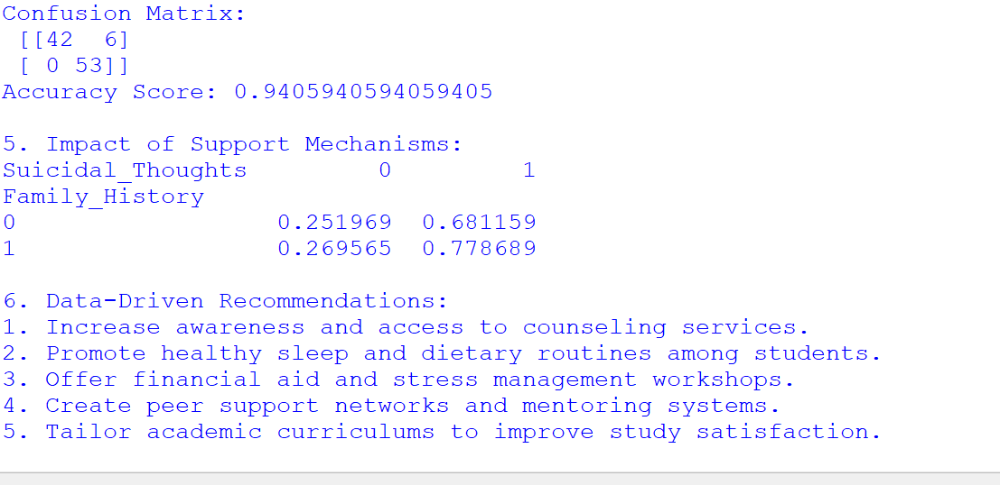 Confusion Matrix:
 [[42  6]
 [ 0 53]]
Accuracy Score: 0.9405940594059405

5. Impact of Support Mechanisms:
Suicidal_Thoughts         0         1
Family_History
0                  0.251969  0.681159
1                  0.269565  0.778689

6. Data-Driven Recommendations:
1. Increase awareness and access to counseling services.
2. Promote healthy sleep and dietary routines among students.
3. Offer financial aid and stress management workshops.
4. Create peer support networks and mentoring systems.
5. Tailor academic curriculums to improve study satisfaction.